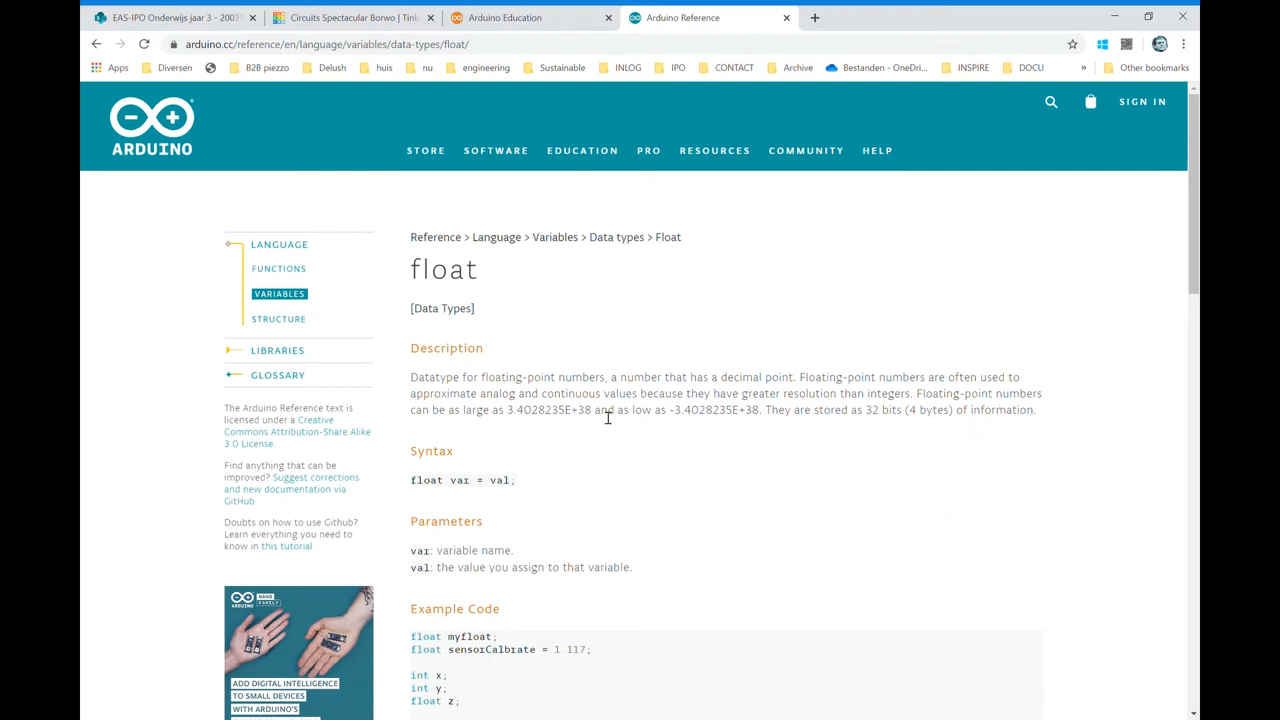 EAS-IPO Onderwijs jaar 3 - 2003
Circuits Spectacular Borwo | Tink
Arduino Education
Arduino Reference
arduino.cc/reference/en/language/variables/data-types/float/
Apps
Diversen
B2B piezzo
Delush
huis
nu
engineering
Sustainable
INLOG
IPO
CONTACT
Archive
Bestanden - OneDri...
INSPIRE
DOCU
»
Other bookmarks
ARDUINO
SIGN IN
STORE
SOFTWARE
EDUCATION
PRO
RESOURCES
COMMUNITY
HELP
LANGUAGE
FUNCTIONS
VARIABLES
STRUCTURE
LIBRARIES
GLOSSARY
The Arduino Reference text is
licensed under a Creative
Commons Attribution-Share Alike
3.0 License.
Find anything that can be
improved? Suggest corrections
and new documentation via
GitHub.
Doubts on how to use Github?
Learn everything you need to
know in this tutorial.
ARDUINO
NANO
FAMILY
ADD DIGITAL INTELLIGENCE
TO SMALL DEVICES
WITH ARDUINO'S
Reference > Language > Variables > Data types > Float
float
[Data Types]
Description
Datatype for floating-point numbers, a number that has a decimal point. Floating-point numbers are often used to
approximate analog and continuous values because they have greater resolution than integers. Floating-point numbers
can be as large as 3.4028235E+38 and as low as -3.4028235E+38. They are stored as 32 bits (4 bytes) of information.
Syntax
float var = val;
Parameters
var: variable name.
val: the value you assign to that variable.
Example Code
float myfloat;
float sensorCalbrate = 1.117;
int x;
int y;
float z;